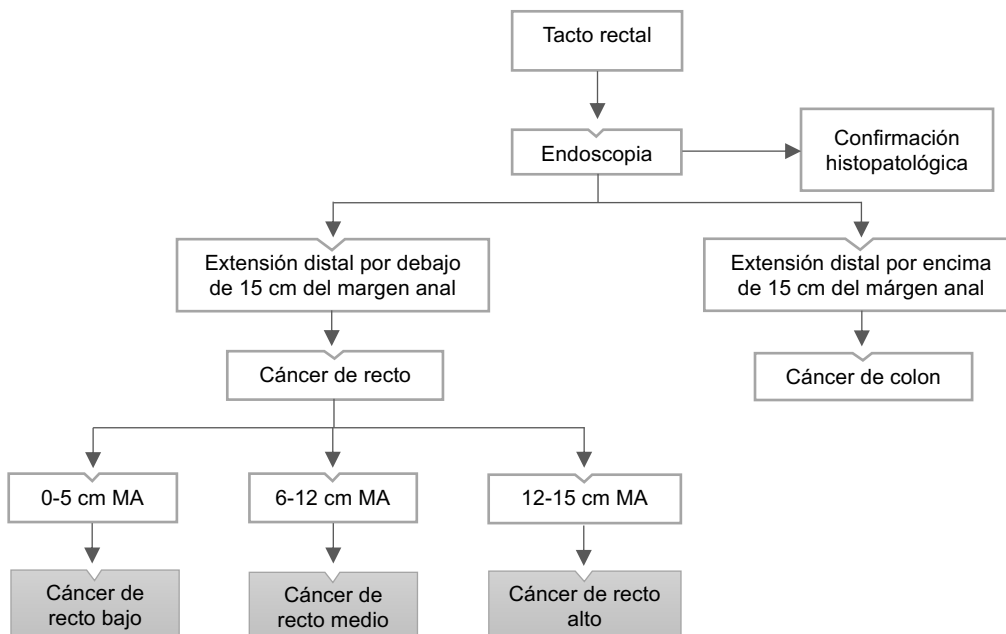 Tacto rectal
Endoscopia
Confirmación
histopatológica
Extensión distal por debajo
de 15 cm del margen anal
Extensión distal por encima
de 15 cm del márgen anal
Cáncer de recto
Cáncer de colon
0-5 cm MA
6-12 cm MA
12-15 cm MA
Cáncer de
recto bajo
Cáncer de
recto medio
Cáncer de recto
alto